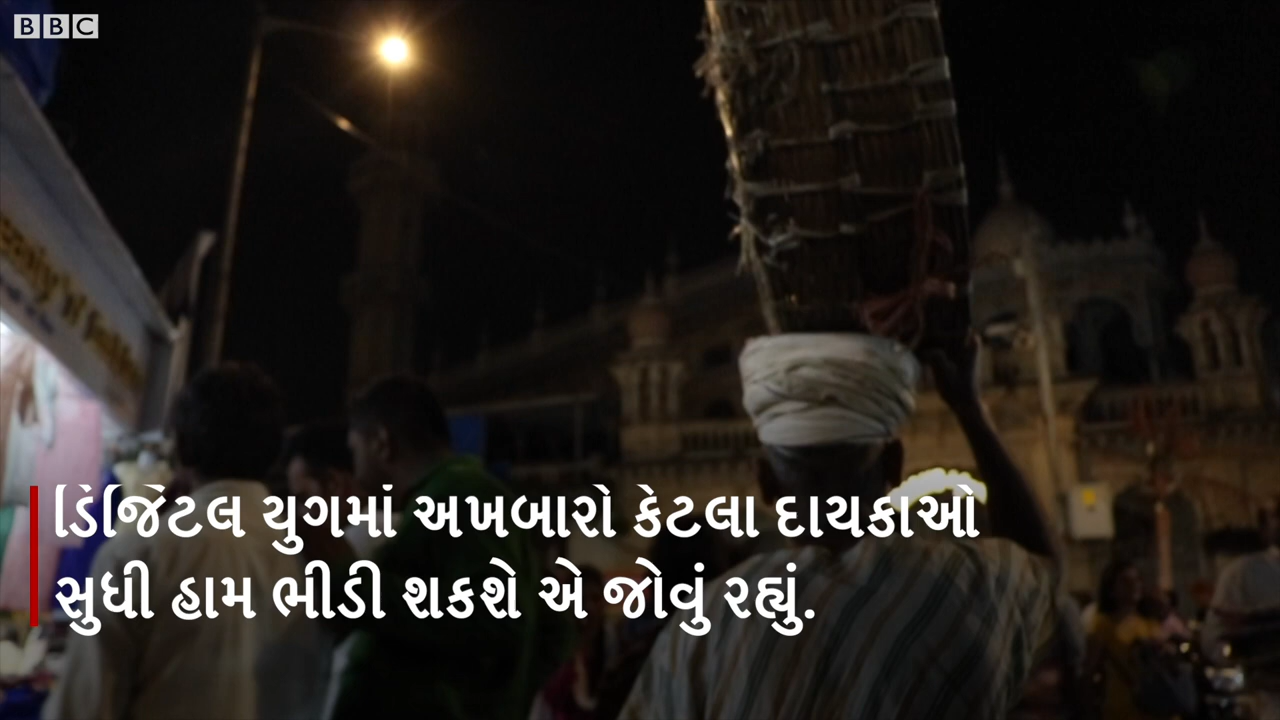 BBC
ડિજિટલ યુગમાં અખબારો કેટલા દાયકાઓ
સુધી હામ ભીડી શકશે એ જોવું રહ્યું.